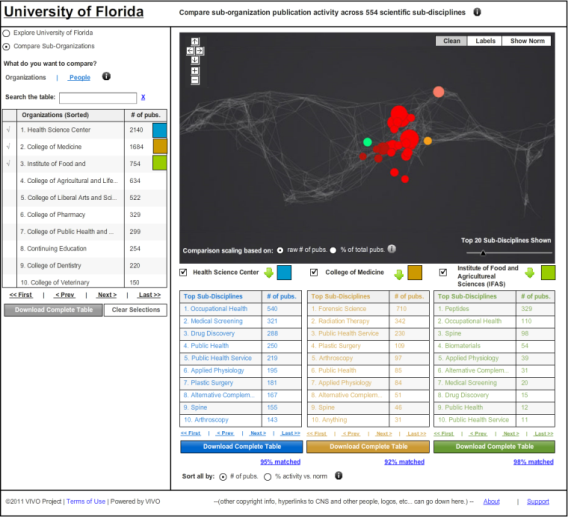 University of Florida
Compare sub-organization publication activity across 554 scientific sub-disciplines
Explore University of Florida
Compare Sub-Organizations
What do you want to compare?
Organizations | People
Search the table: X
Organizations (Sorted) # of pubs.
√ 1. Health Science Center 2140
√ 2. College of Medicine 1684
√ 3. Institute of Food and 754
4. College of Agricultural and Life... 634
5. College of Liberal Arts and Sci... 522
6. College of Pharmacy 329
7. College of Public Health and ... 299
8. Continuing Education 254
9. College of Dentistry 220
10. College of Veterinary 150
<< First | < Prev | Next > | Last >>
Download Complete Table Clear Selections
Clean Labels Show Norm
Top 20 Sub-Disciplines Shown
Comparison scaling based on: raw # of pubs. % of total pubs.
Health Science Center
College of Medicine
Institute of Food and
Agricultureal
Sciences (IFAS)
Top Sub-Disciplines # of pubs.
1. Occupational Health 540
2. Medical Screening 321
3. Drug Discovery 288
4. Public Health 250
5. Public Health Service 219
6. Applied Physiology 195
7. Plastic Surgery 181
8. Alternative Complem... 167
9. Spine 155
10. Arthroscopy 143
<< First | < Prev | Next > | Last >>
Download Complete Table
95% matched
Top Sub-Disciplines # of pubs.
1. Forensic Science 710
2. Radiation Therapy 342
3. Public Health Service 236
4. Plastic Surgery 109
5. Arthroscopy 97
6. Public Health 85
7. Applied Physiology 84
8. Alternative Complem... 51
9. Spine 46
10. Anything 31
<< First | < Prev | Next > | Last >>
Download Complete Table
92% matched
Top Sub-Disciplines # of pubs.
1. Peptides 329
2. Occupational Health 110
3. Spine 98
4. Biomaterials 54
5. Applied Physiology 39
6. Alternative Complem... 31
7. Medical Screening 20
8. Drug Discovery 15
9. Public Health 12
10. Public Health Service 11
<< First | < Prev | Next > | Last >>
Download Complete Table
98% matched
Sort all by: # of pubs. % activity vs. norm
©2011 VIVO Project | Terms of Use | Powered by VIVO
--(other copyright info, hyperlinks to CNS and other people, logos, etc... can go down here.) -- About | Support